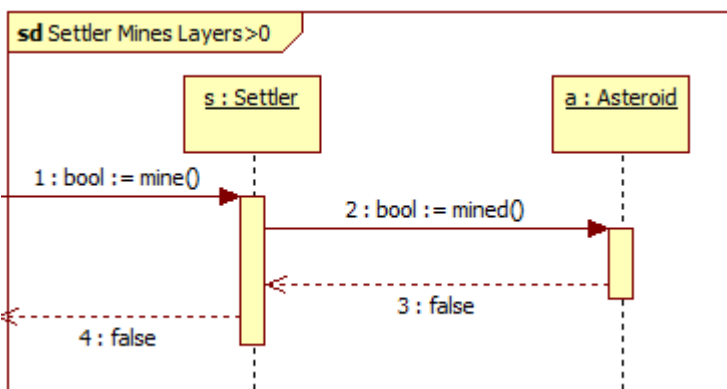 sd Settler Mines Layers>0
s : Settler
a : Asteroid
1 : bool := mine()
2 : bool := mined()
3 : false
4 : false